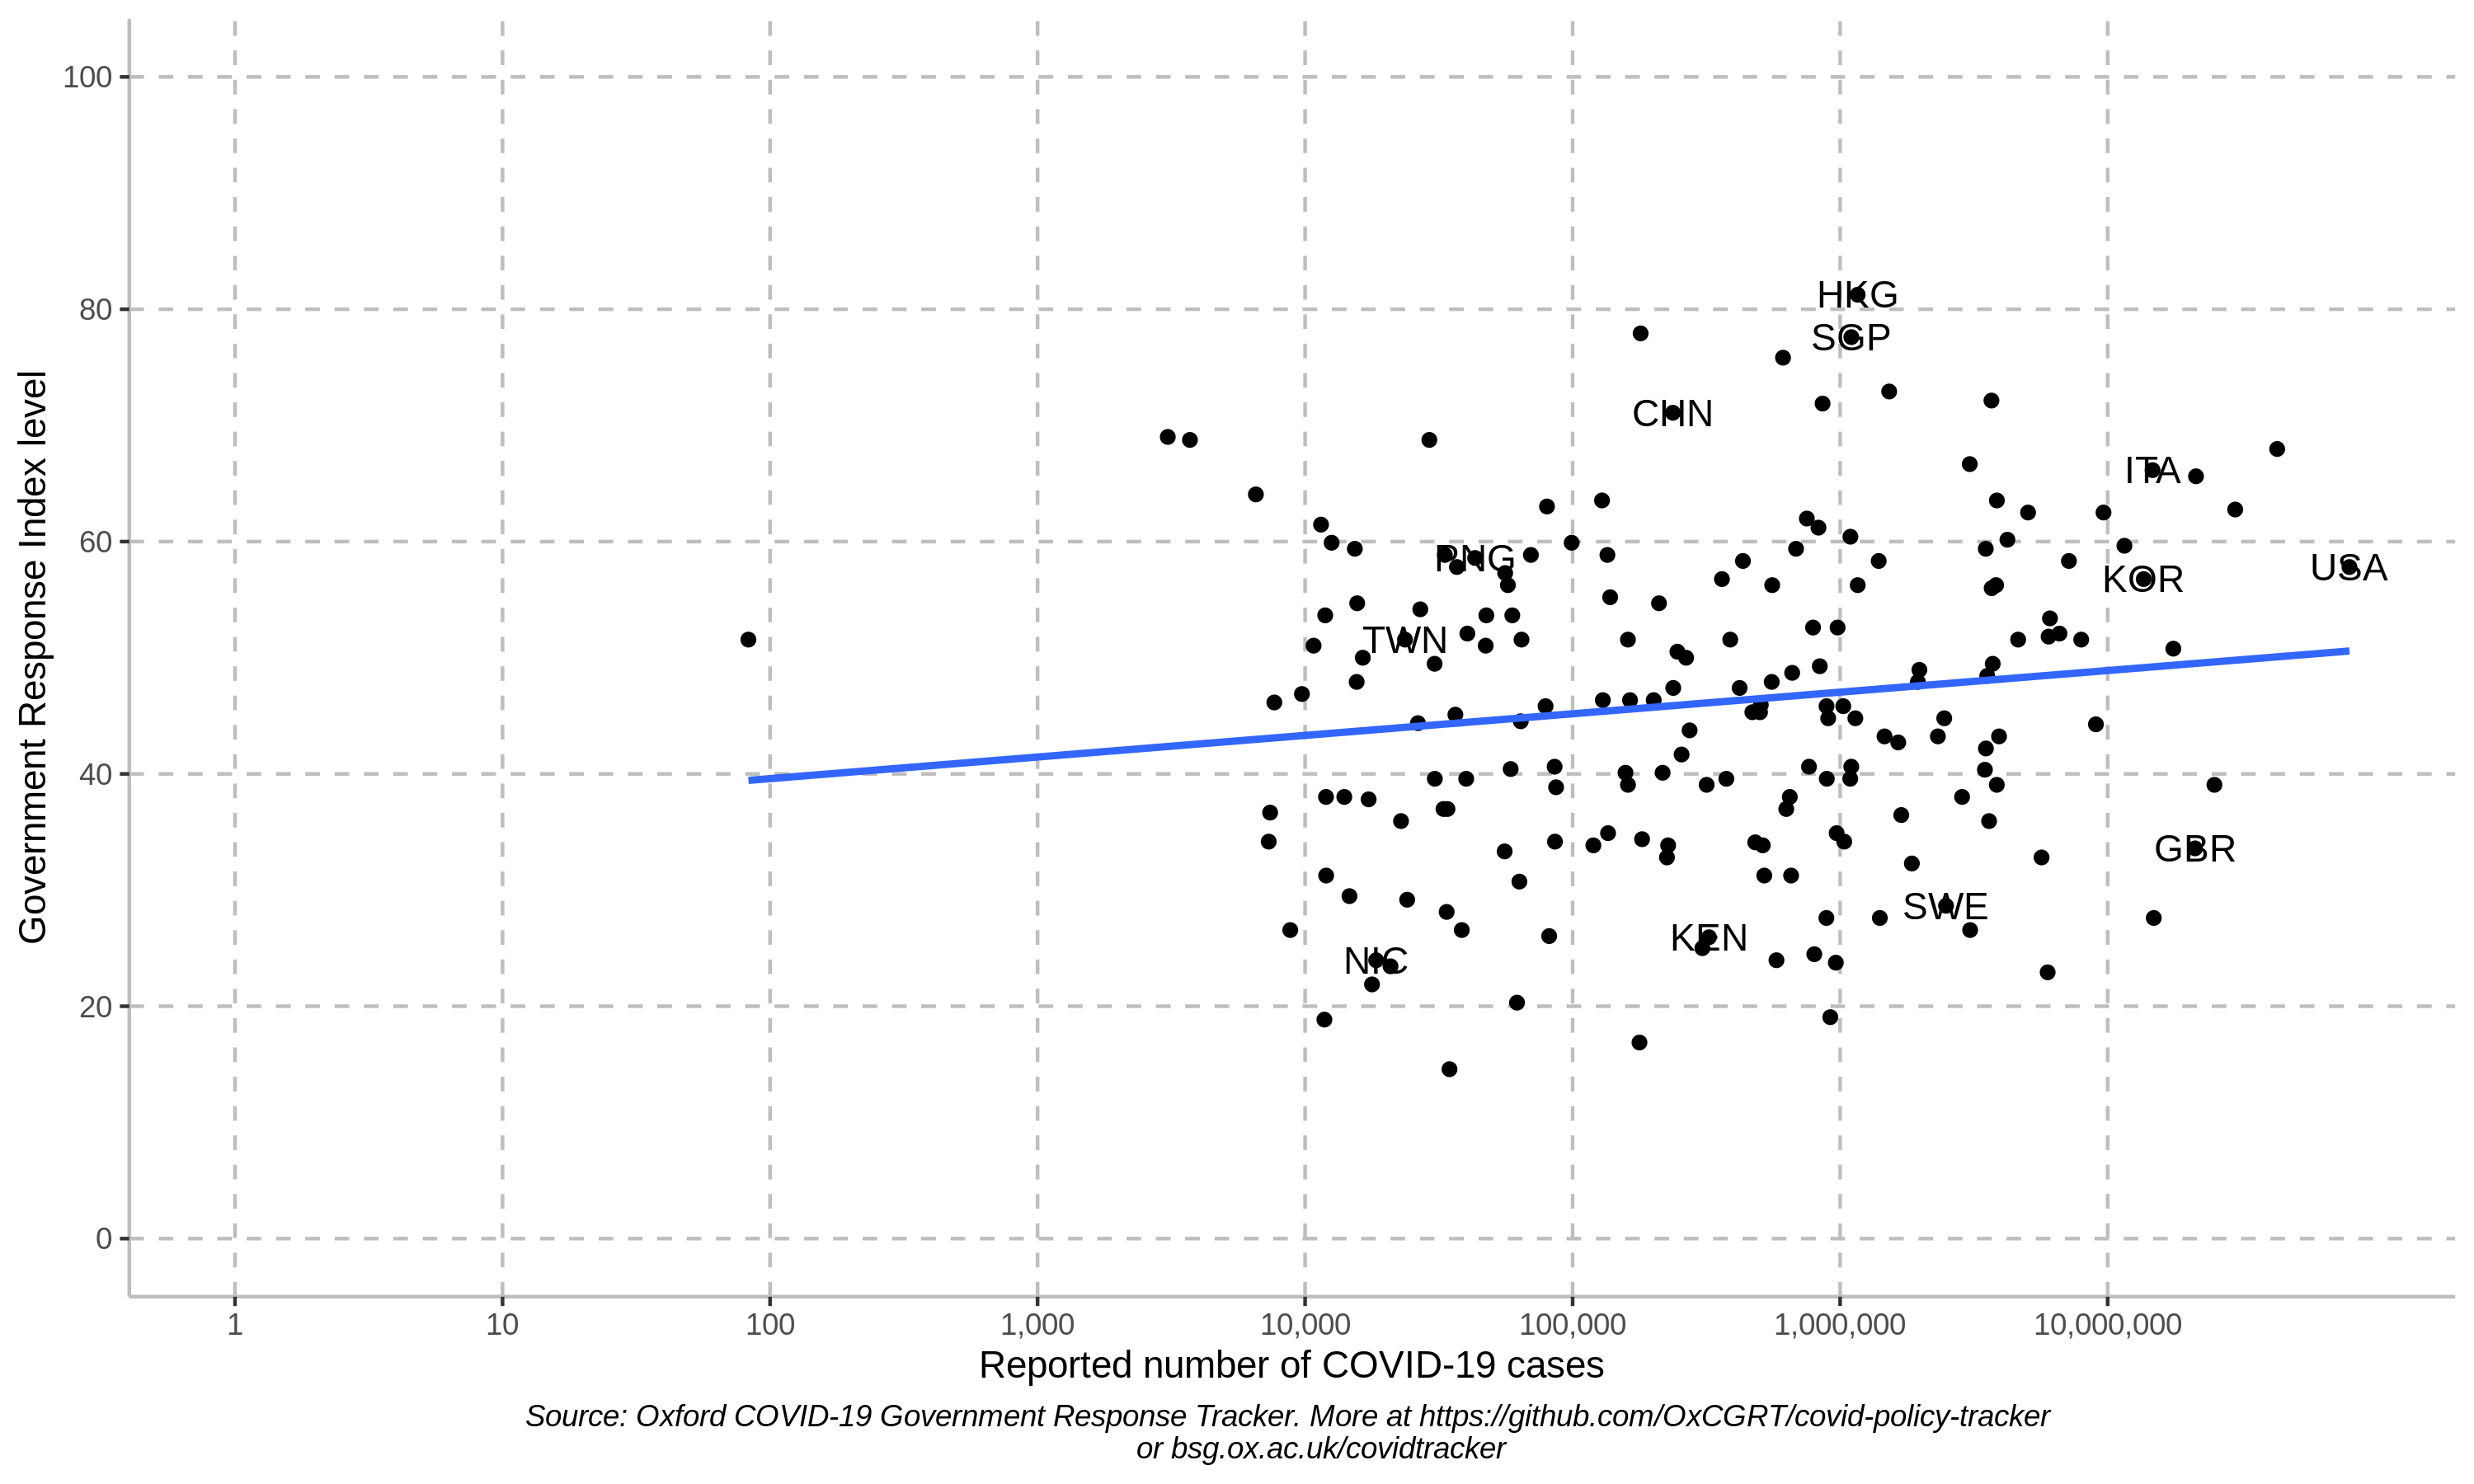 Government Response Index level
100
80
60
40
20
0
HKG
SGP
CHN
ITA
PNG
USA
KOR
TWN
GBR
SWE
KEN
NIC
1 10 100 1,000 10,000 100,000 1,000,000 10,000,000
Reported number of COVID-19 cases
Source: Oxford COVID-19 Government Response Tracker. More at https://github.com/OxCGRT/covid-policy-tracker
or bsg.ox.ac.uk/covidtracker